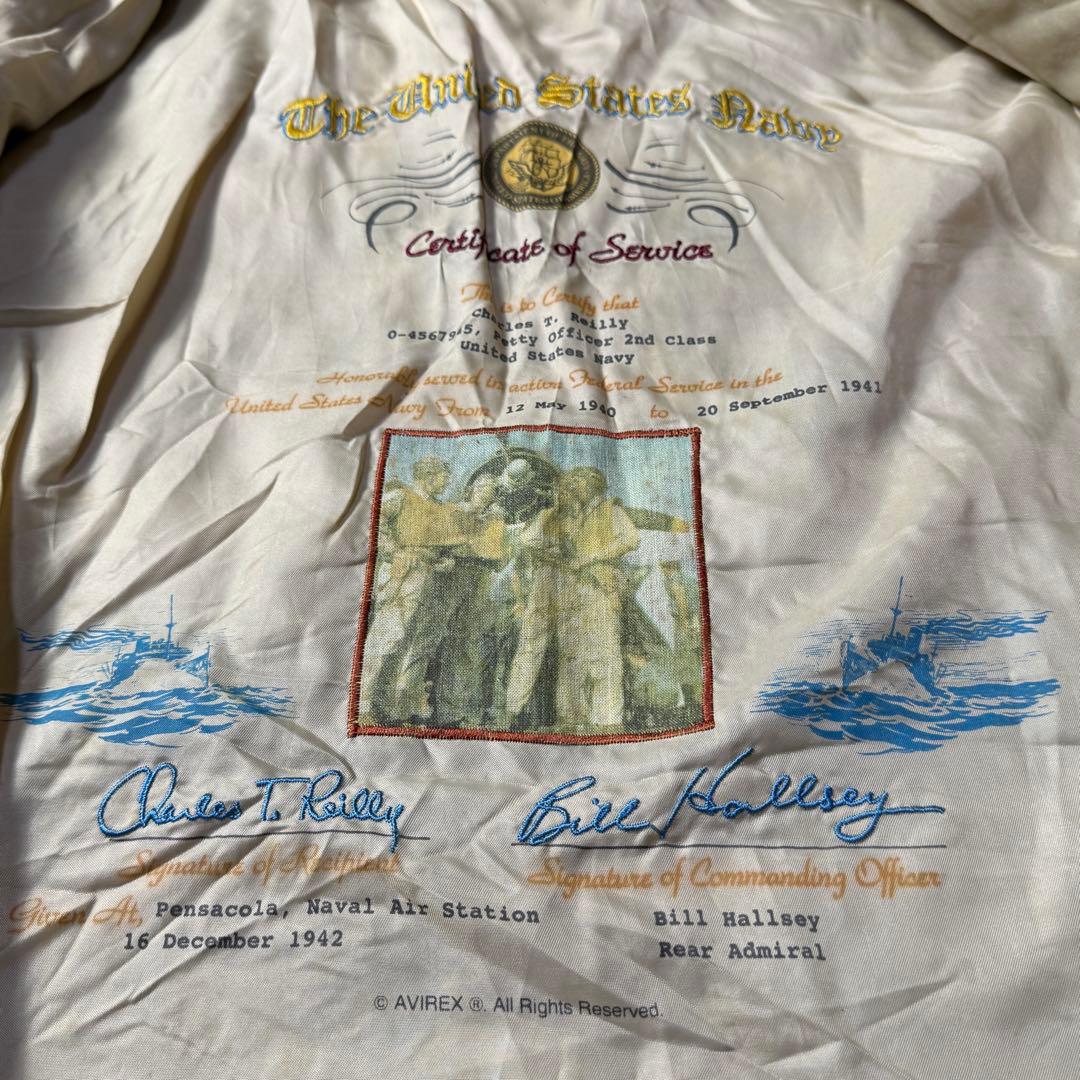 The United States Navy
Certificate of Service
This is to Certify that
Charles T. Reilly
O-4567945, Petty Officer 2nd Class
United States Navy
Honorably served in active Federal Service in the
United States Navy From 12 May 1940 to 20 September 1941
Charles T. Reilly Bill Hallsey
Signature of Recipient Signature of Commanding Officer
Given At, Pensacola, Naval Air Station Bill Hallsey
16 December 1942 Rear Admiral
© AVIREX ®. All Rights Reserved.